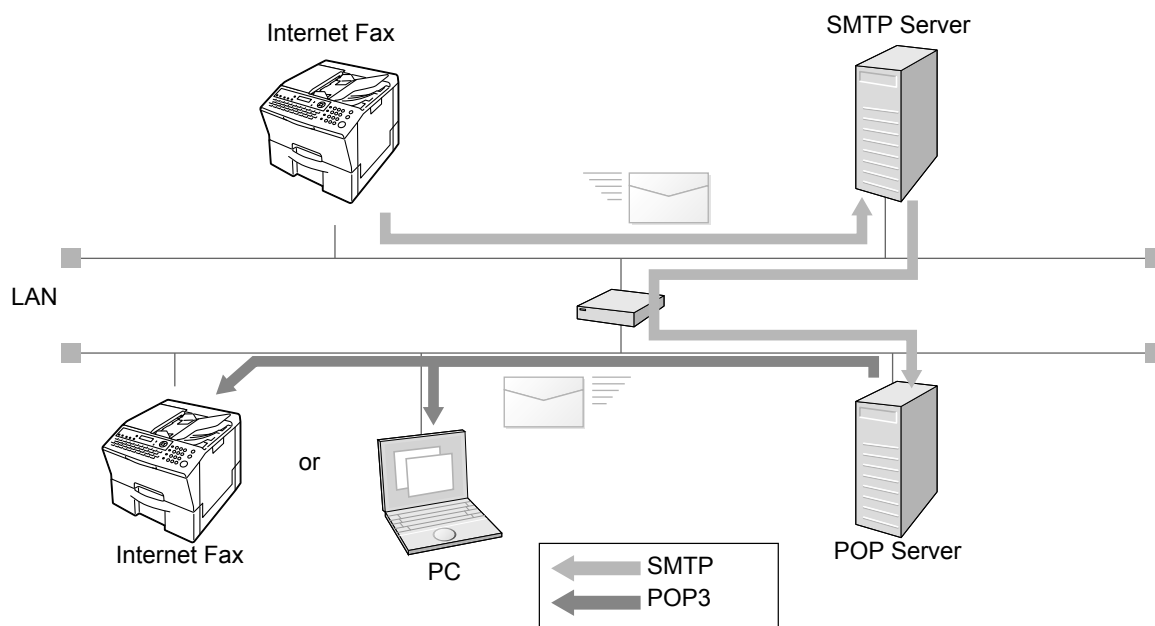 Internet Fax
SMTP Server
LAN
or
Internet Fax
PC
POP Server
SMTP
POP3